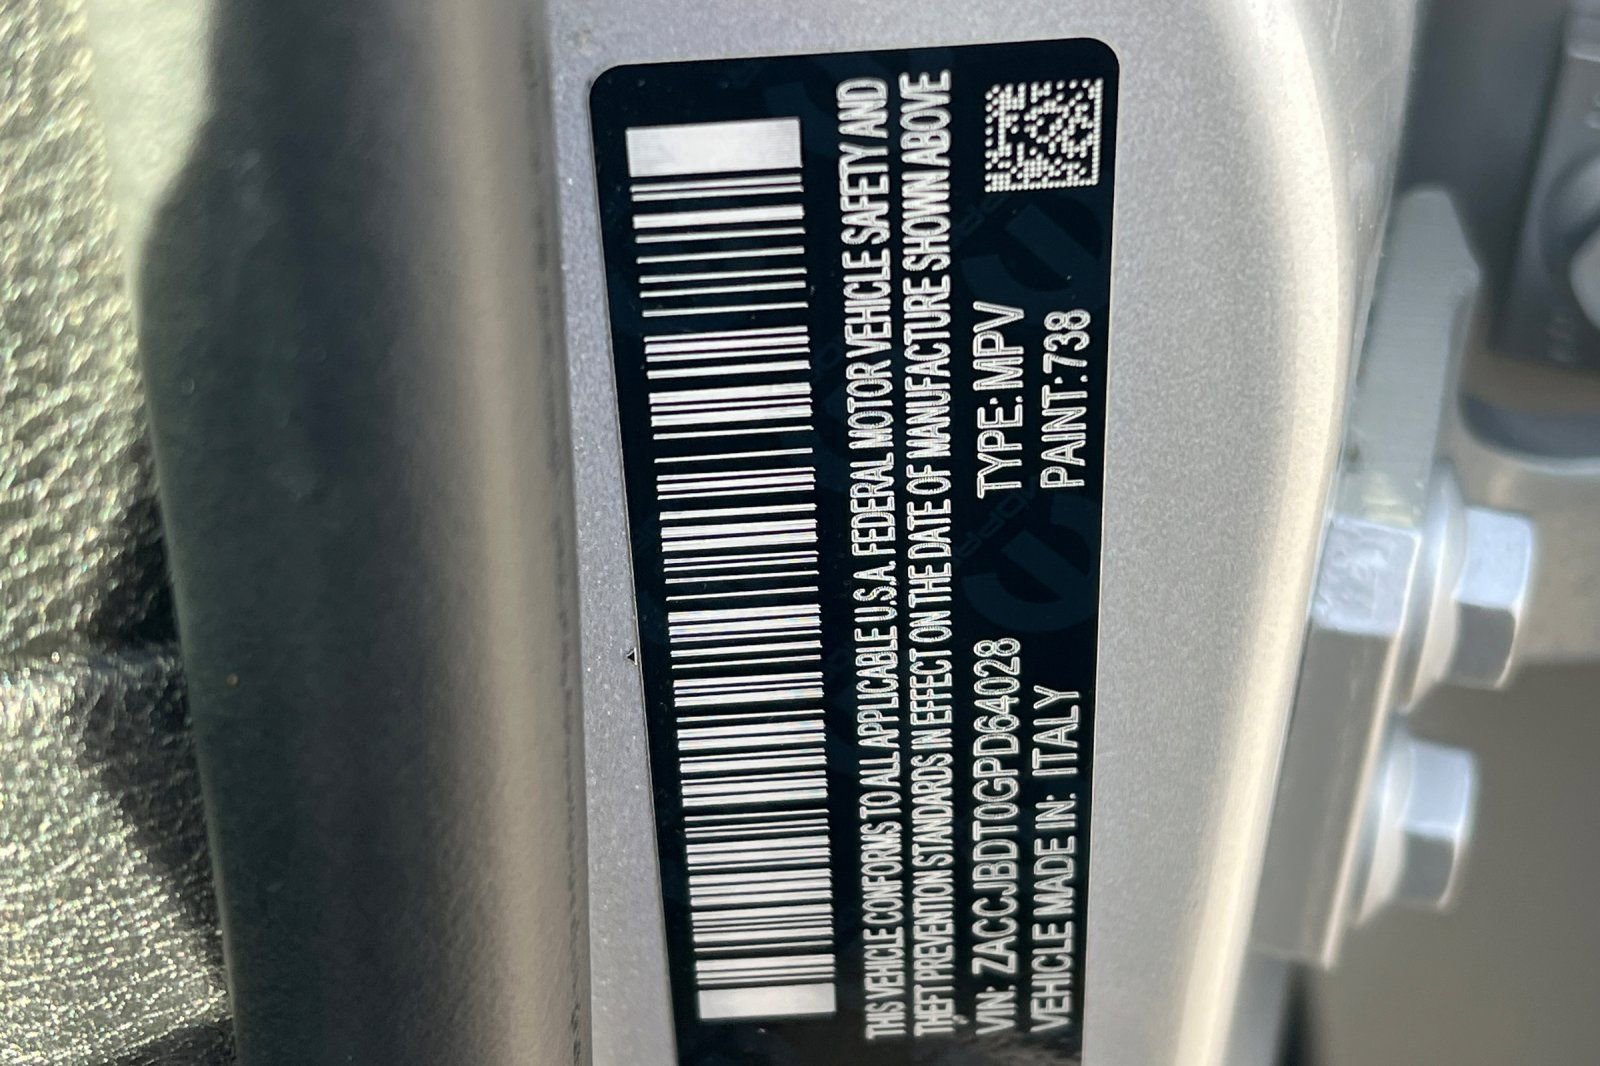 THIS VEHICLE CONFORMS TO ALL APPLICABLE U.S.A. FEDERAL MOTOR VEHICLE SAFETY AND
THEFT PREVENTION STANDARDS IN EFFECT ON THE DATE OF MANUFACTURE SHOWN ABOVE
VIN: ZACCJBDT0GPD64028 TYPE: MPV
VEHICLE MADE IN: ITALY PAINT: 738